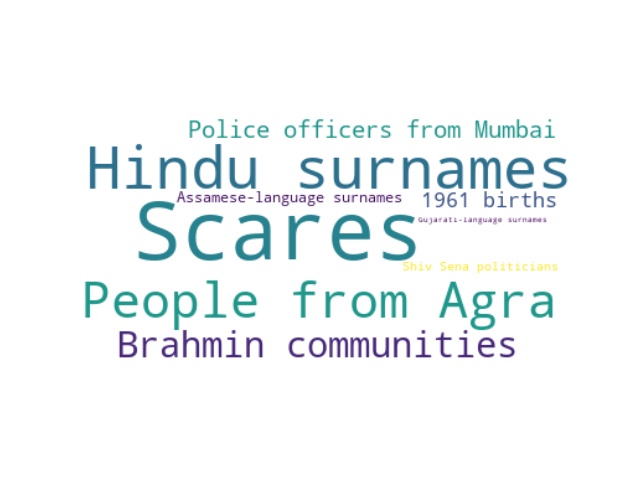 Police officers from Mumbai
Hindu surnames
Assamese-language surnames
1961 births
Gujarati-language surnames
Scares
Shiv Sena politicians
People from Agra
Brahmin communities